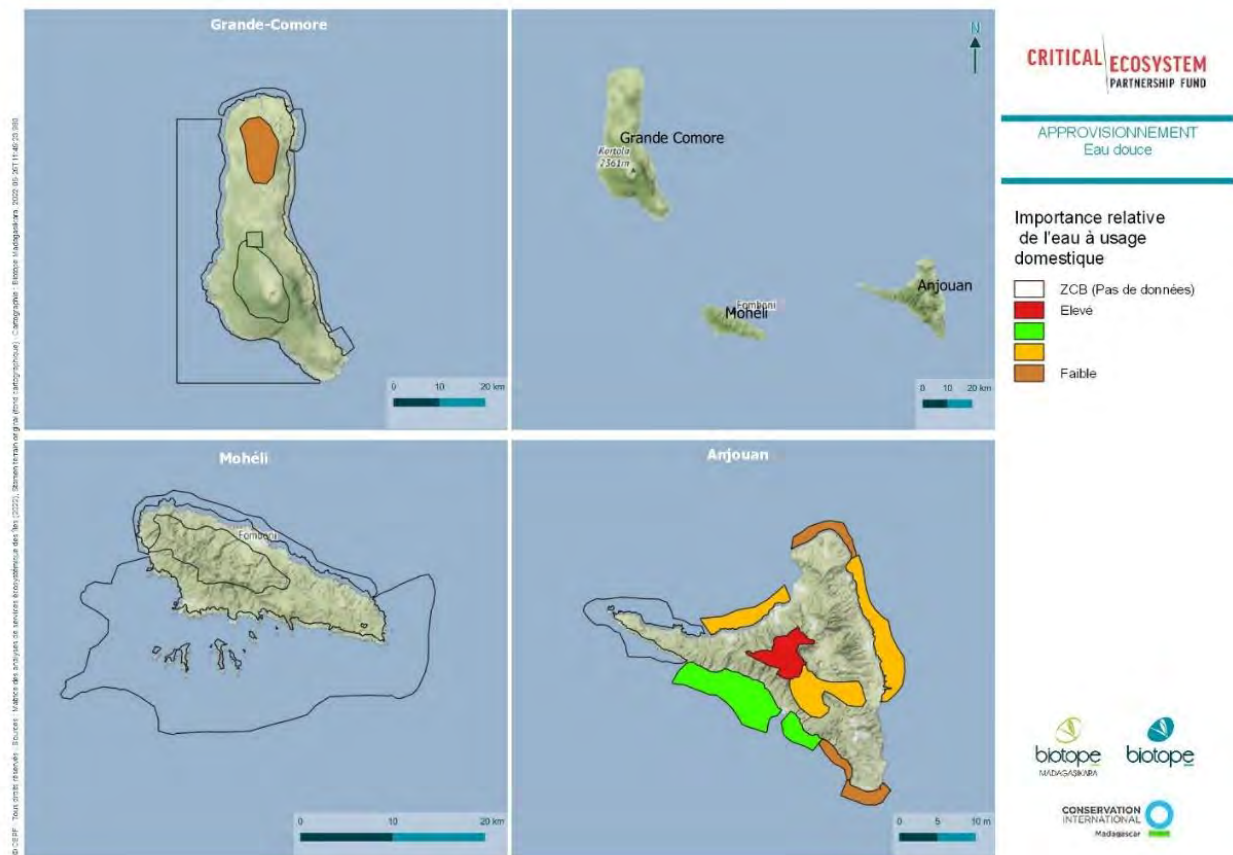 Grande-Comore
0 10 20 km
N
Grande Comore
Kartola
2361m
Fomboni
Mohéli
Anjouan
0 10 20 km
CRITICAL ECOSYSTEM
PARTNERSHIP FUND
APPROVISIONNEMENT
Eau douce
Importance relative
de l'eau à usage
domestique
ZCB (Pas de données)
Elevé
Faible
Mohéli
Fomboni
0 10 20 km
Anjouan
0 5 10 m
biotope
MADAGASIKARA
biotope
CONSERVATION
INTERNATIONAL
Madagascar